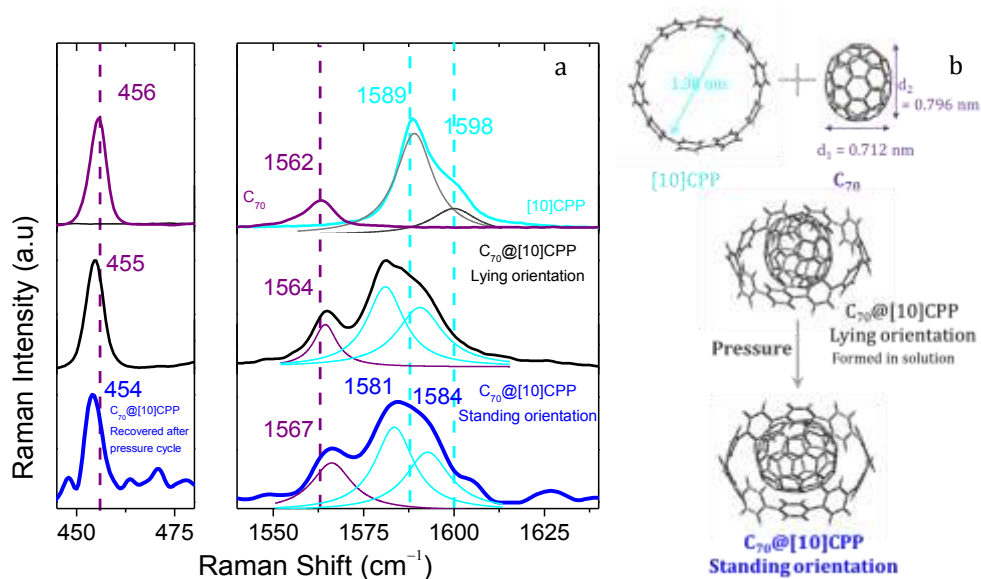 a
b
456
1562
C₇₀
1589
1598
[10]CPP
455
C₇₀@[10]CPP
Lying orientation
1564
454
C₇₀@[10]CPP
Recovered after
pressure cycle
1581
1584
C₇₀@[10]CPP
Standing orientation
1567
Raman Intensity (a.u)
450
475
1550
1575
1600
1625
Raman Shift (cm⁻¹)
1.38 nm
[10]CPP
d₂
= 0.796 nm
d₁ = 0.712 nm
C₇₀
C₇₀@[10]CPP
Lying orientation
Formed in solution
Pressure
C₇₀@[10]CPP
Standing orientation